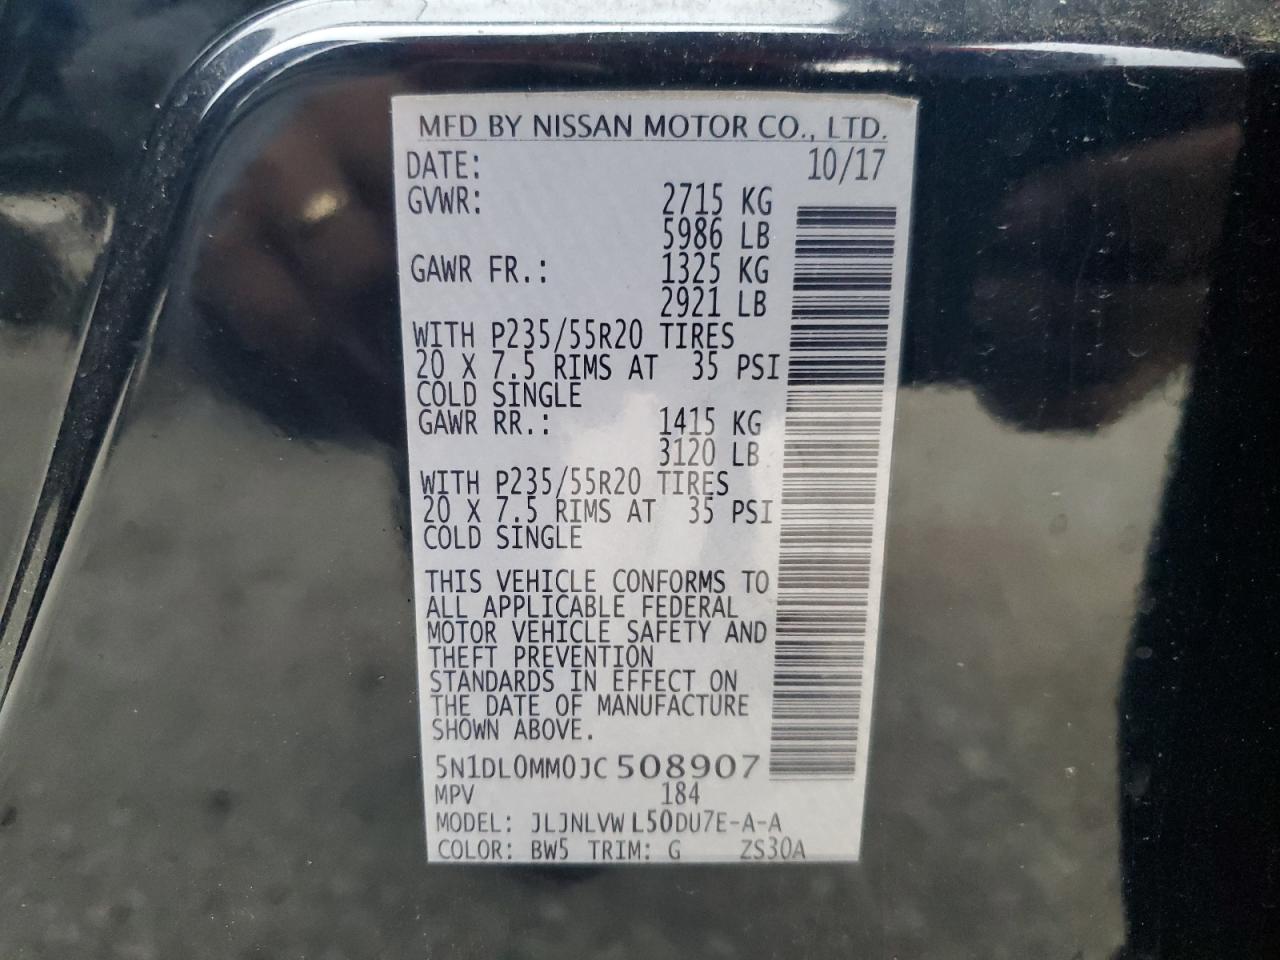 MFD BY NISSAN MOTOR CO., LTD.
DATE: 10/17
GVWR: 2715 KG
5986 LB
GAWR FR.: 1325 KG
2921 LB
WITH P235/55R20 TIRES
20 X 7.5 RIMS AT 35 PSI
COLD SINGLE
GAWR RR.: 1415 KG
3120 LB
WITH P235/55R20 TIRES
20 X 7.5 RIMS AT 35 PSI
COLD SINGLE
THIS VEHICLE CONFORMS TO
ALL APPLICABLE FEDERAL
MOTOR VEHICLE SAFETY AND
THEFT PREVENTION
STANDARDS IN EFFECT ON
THE DATE OF MANUFACTURE
SHOWN ABOVE.
5N1DL0MM0JC508907
MPV 184
MODEL: JLJNLVWL50DU7E-A-A
COLOR: BW5 TRIM: G ZS30A